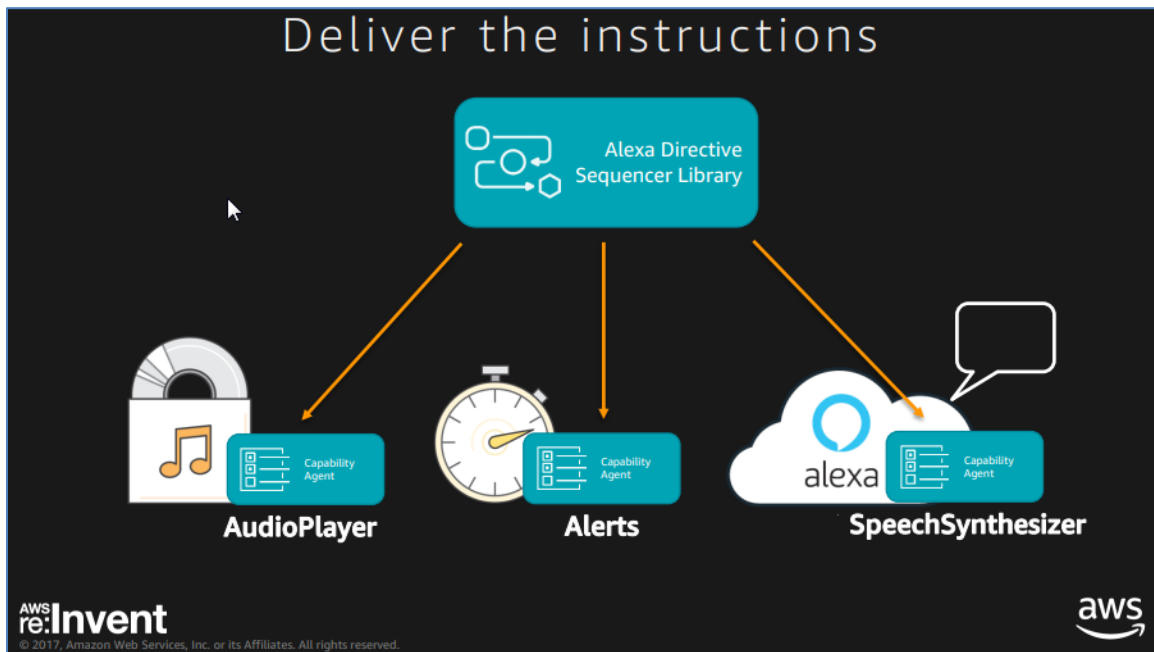 Deliver the instructions
Alexa Directive
Sequencer Library
Capability
Agent
AudioPlayer
Capability
Agent
Alerts
alexa
Capability
Agent
SpeechSynthesizer
AWS
re:Invent
© 2017, Amazon Web Services, Inc. or its Affiliates. All rights reserved.
aws